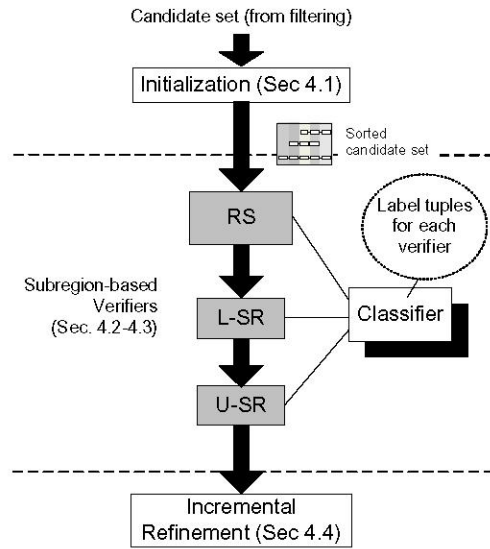 Candidate set (from filtering)
Initialization (Sec 4.1)
Sorted
candidate set
RS
Label tuples
for each
verifier
Subregion-based
Verifiers
(Sec. 4.2-4.3)
L-SR
Classifier
U-SR
Incremental
Refinement (Sec 4.4)